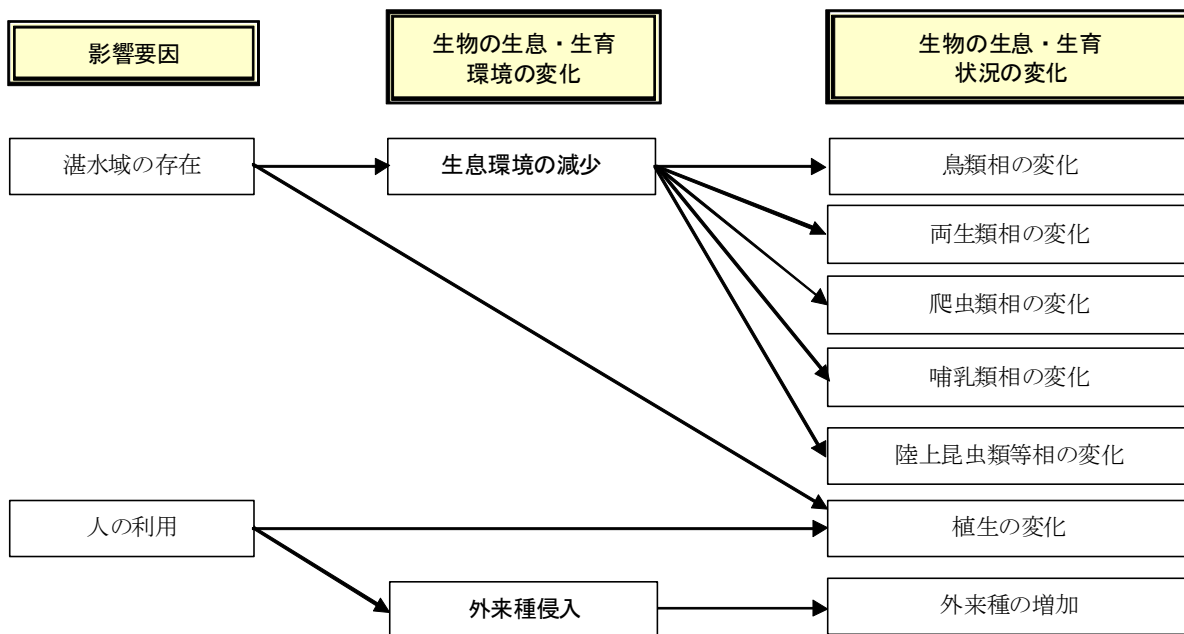 影響要因
生物の生息・生育
環境の変化
生物の生息・生育
状況の変化
湛水域の存在
生息環境の減少
鳥類相の変化
両生類相の変化
爬虫類相の変化
哺乳類相の変化
陸上昆虫類等相の変化
人の利用
植生の変化
外来種侵入
外来種の増加